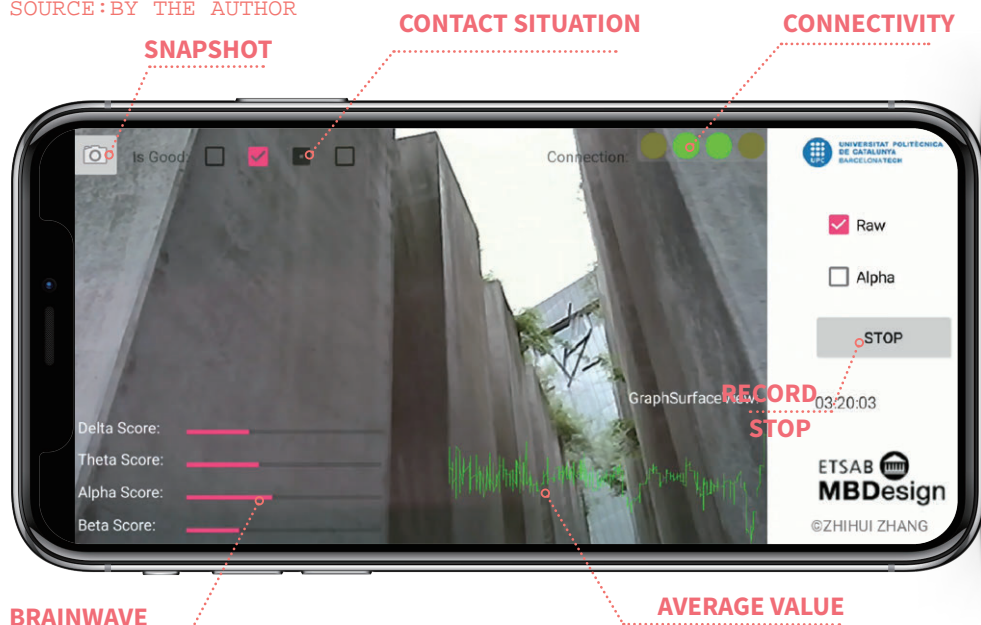 SOURCE:BY THE AUTHOR
SNAPSHOT
CONTACT SITUATION
CONNECTIVITY
Is Good:
Connection:
UPC
UNIVERSITAT POLITÈCNICA
DE CATALUNYA
BARCELONATECH
Raw
Alpha
STOP
GraphSurfaceView:
RECORD
STOP
03:20:03
Delta Score:
Theta Score:
Alpha Score:
Beta Score:
ETSAB
MBDesign
©ZHIHUI ZHANG
BRAINWAVE
AVERAGE VALUE